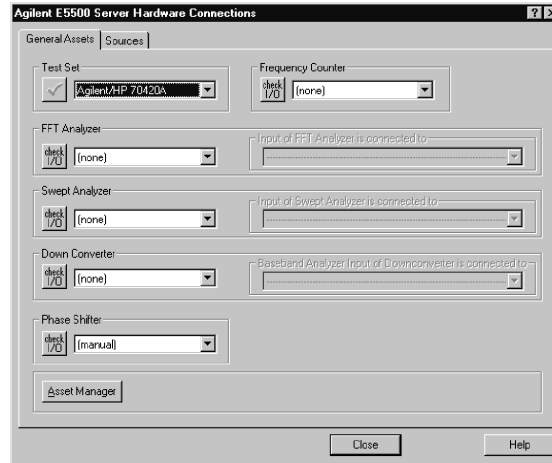 Agilent E5500 Server Hardware Connections
General Assets
Sources
Test Set
Agilent/HP 70420A
Frequency Counter
check I/O
(none)
FFT Analyzer
check I/O
(none)
Input of FFT Analyzer is connected to
Swept Analyzer
check I/O
(none)
Input of Swept Analyzer is connected to
Down Converter
check I/O
(none)
Baseband Analyzer Input of Downconverter is connected to
Phase Shifter
check I/O
(manual)
Asset Manager
Close
Help